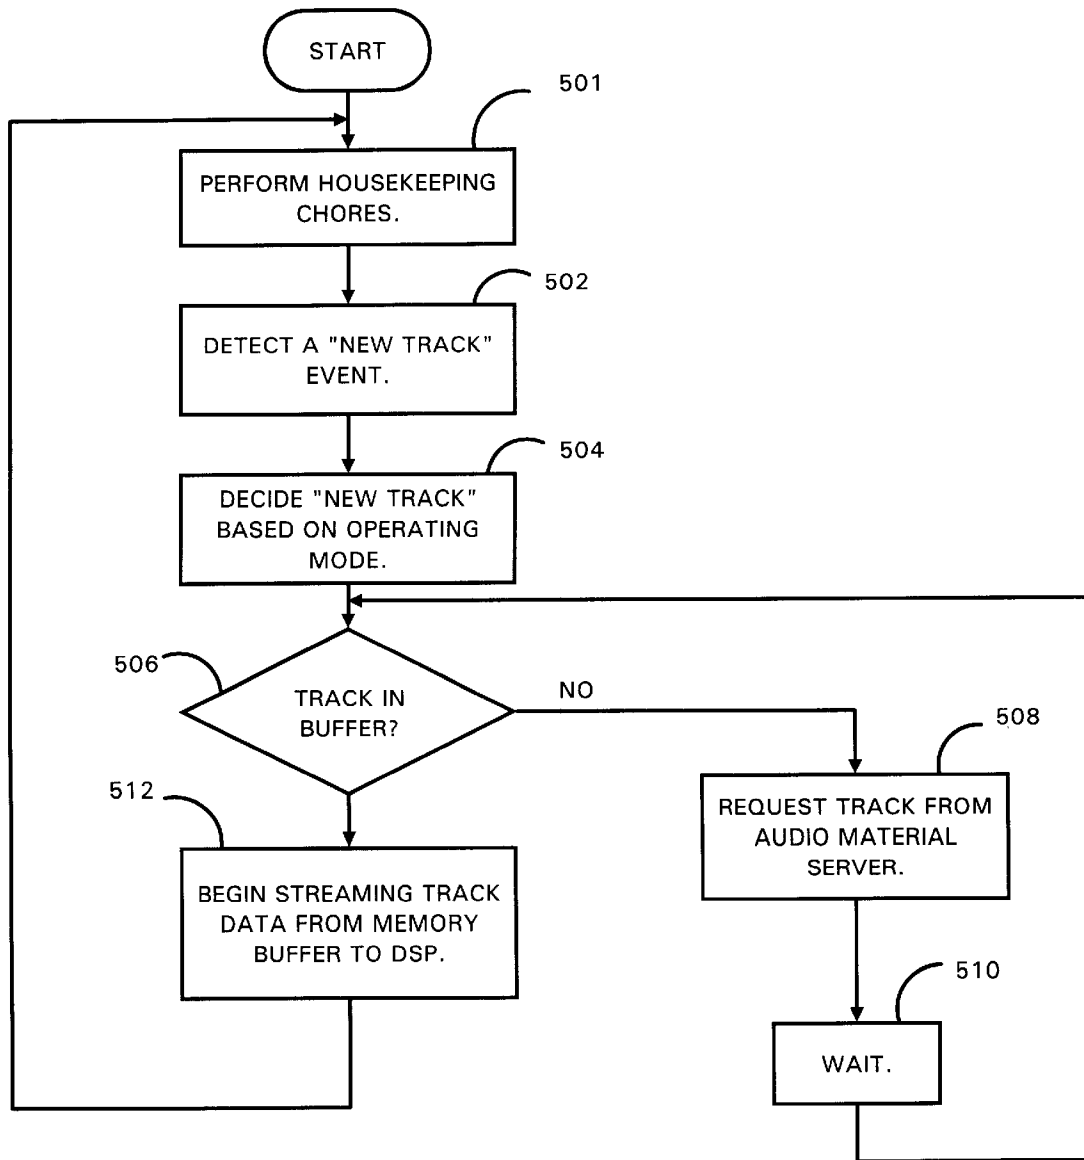 START
501
PERFORM HOUSEKEEPING
CHORES.
502
DETECT A "NEW TRACK"
EVENT.
504
DECIDE "NEW TRACK"
BASED ON OPERATING
MODE.
506
TRACK IN
BUFFER?
NO
508
REQUEST TRACK FROM
AUDIO MATERIAL
SERVER.
512
BEGIN STREAMING TRACK
DATA FROM MEMORY
BUFFER TO DSP.
510
WAIT.